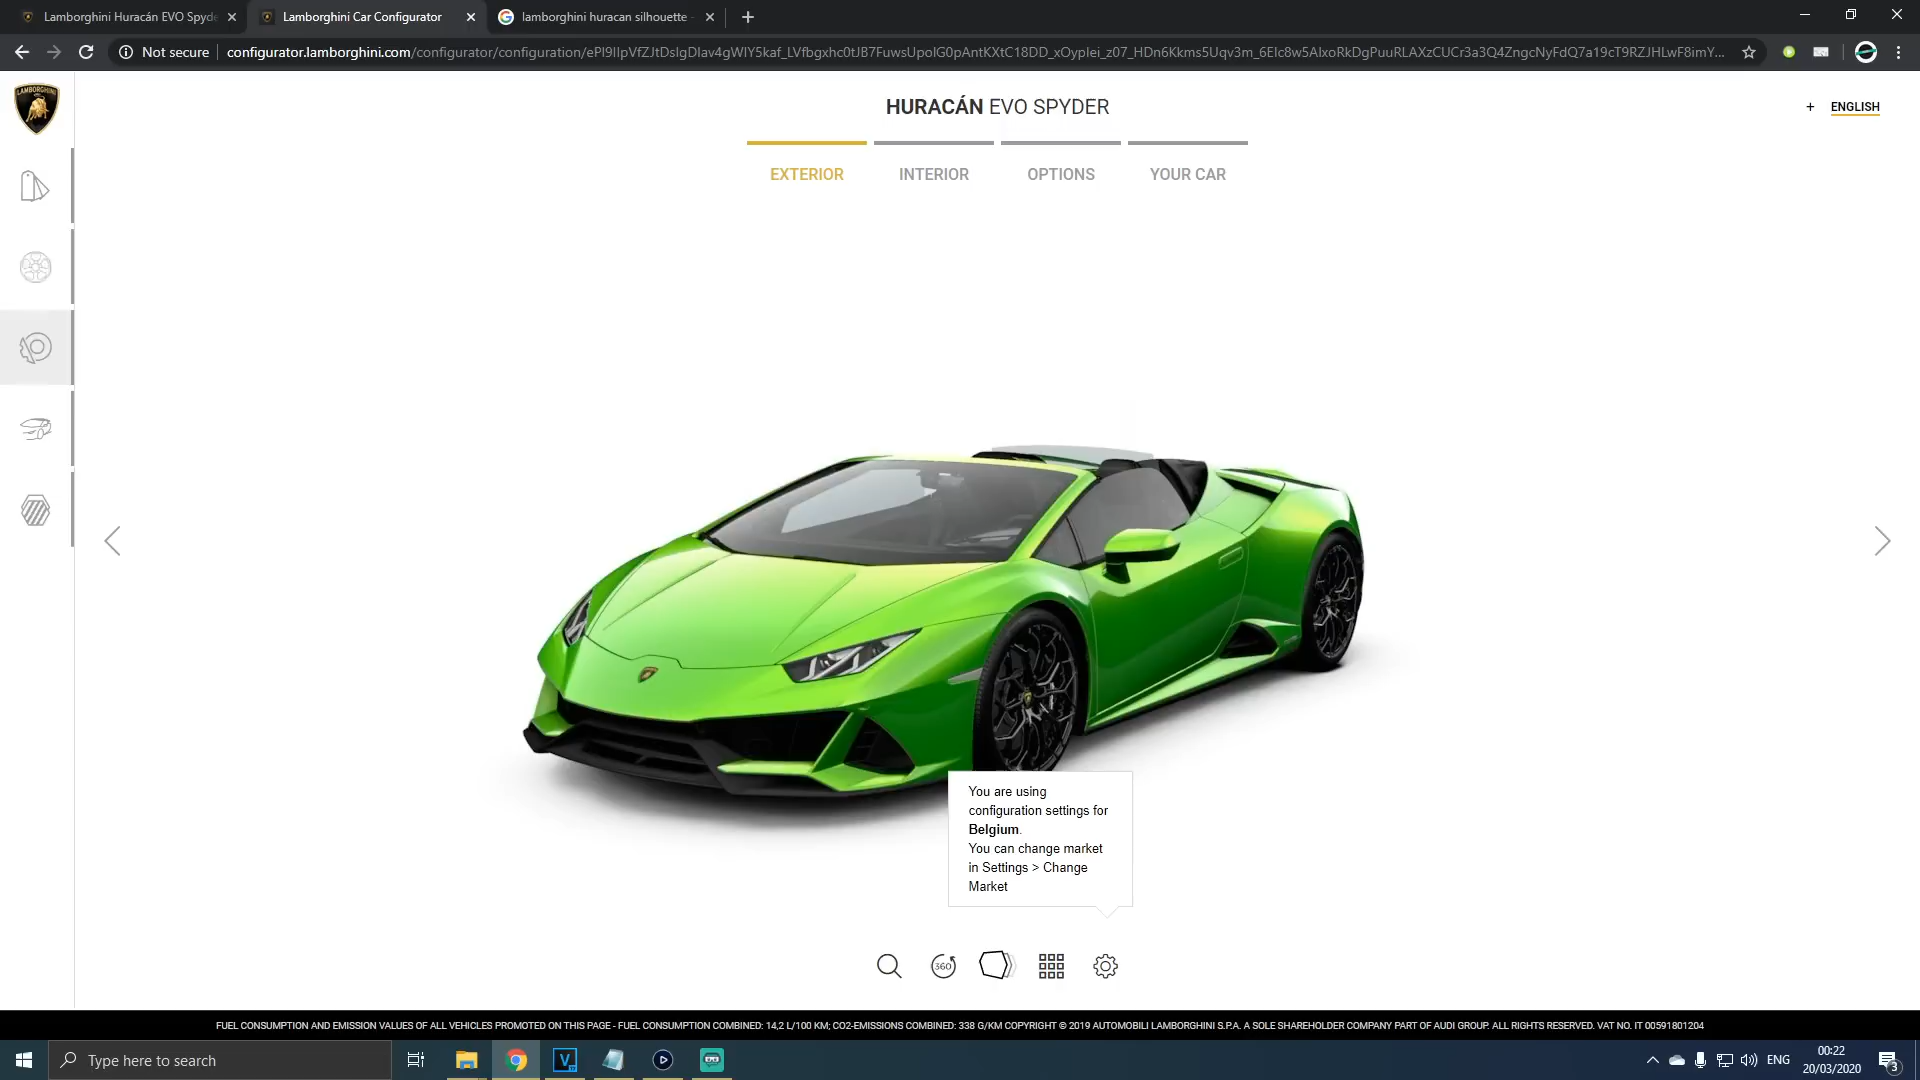 Lamborghini Huracán EVO Spyde
Lamborghini Car Configurator
lamborghini huracan silhouette -
Not secure
configurator.lamborghini.com/configurator/configuration/
HURACÁN EVO SPYDER
+ ENGLISH
EXTERIOR
INTERIOR
OPTIONS
YOUR CAR
LAMBORGHINI
You are using
configuration settings for
Belgium.
You can change market
in Settings > Change
Market
360
FUEL CONSUMPTION AND EMISSION VALUES OF ALL VEHICLES PROMOTED ON THIS PAGE - FUEL CONSUMPTION COMBINED: 14,2 L/100 KM; CO2-EMISSIONS COMBINED: 338 G/KM COPYRIGHT © 2019 AUTOMOBILI LAMBORGHINI S.P.A. A SOLE SHAREHOLDER COMPANY PART OF AUDI GROUP. ALL RIGHTS RESERVED. VAT NO. IT 00591801204
Type here to search
ENG
00:22
20/03/2020
3